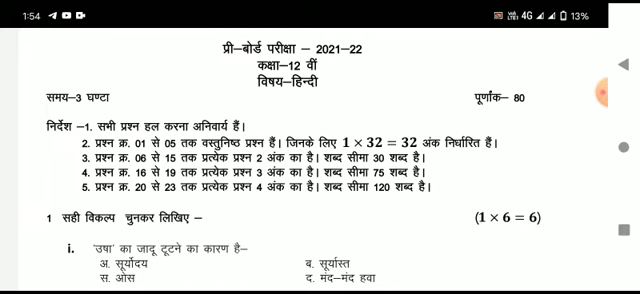 1:54 4G 13%
प्री–बोर्ड परीक्षा – 2021–22
कक्षा–12 वीं
विषय–हिन्दी
समय–3 घण्टा पूर्णांक– 80
निर्देश –1. सभी प्रश्न हल करना अनिवार्य हैं।
2. प्रश्न क्र. 01 से 05 तक वस्तुनिष्ठ प्रश्न हैं। जिनके लिए 1 × 32 = 32 अंक निर्धारित हैं।
3. प्रश्न क्र. 06 से 15 तक प्रत्येक प्रश्न 2 अंक का है। शब्द सीमा 30 शब्द है।
4. प्रश्न क्र. 16 से 19 तक प्रत्येक प्रश्न 3 अंक का है। शब्द सीमा 75 शब्द है।
5. प्रश्न क्र. 20 से 23 तक प्रत्येक प्रश्न 4 अंक का है। शब्द सीमा 120 शब्द है।
1 सही विकल्प चुनकर लिखिए – (1 × 6 = 6)
i. 'उषा' का जादू टूटने का कारण है–
अ. सूर्योदय ब. सूर्यास्त
स. ओस द. मंद–मंद हवा